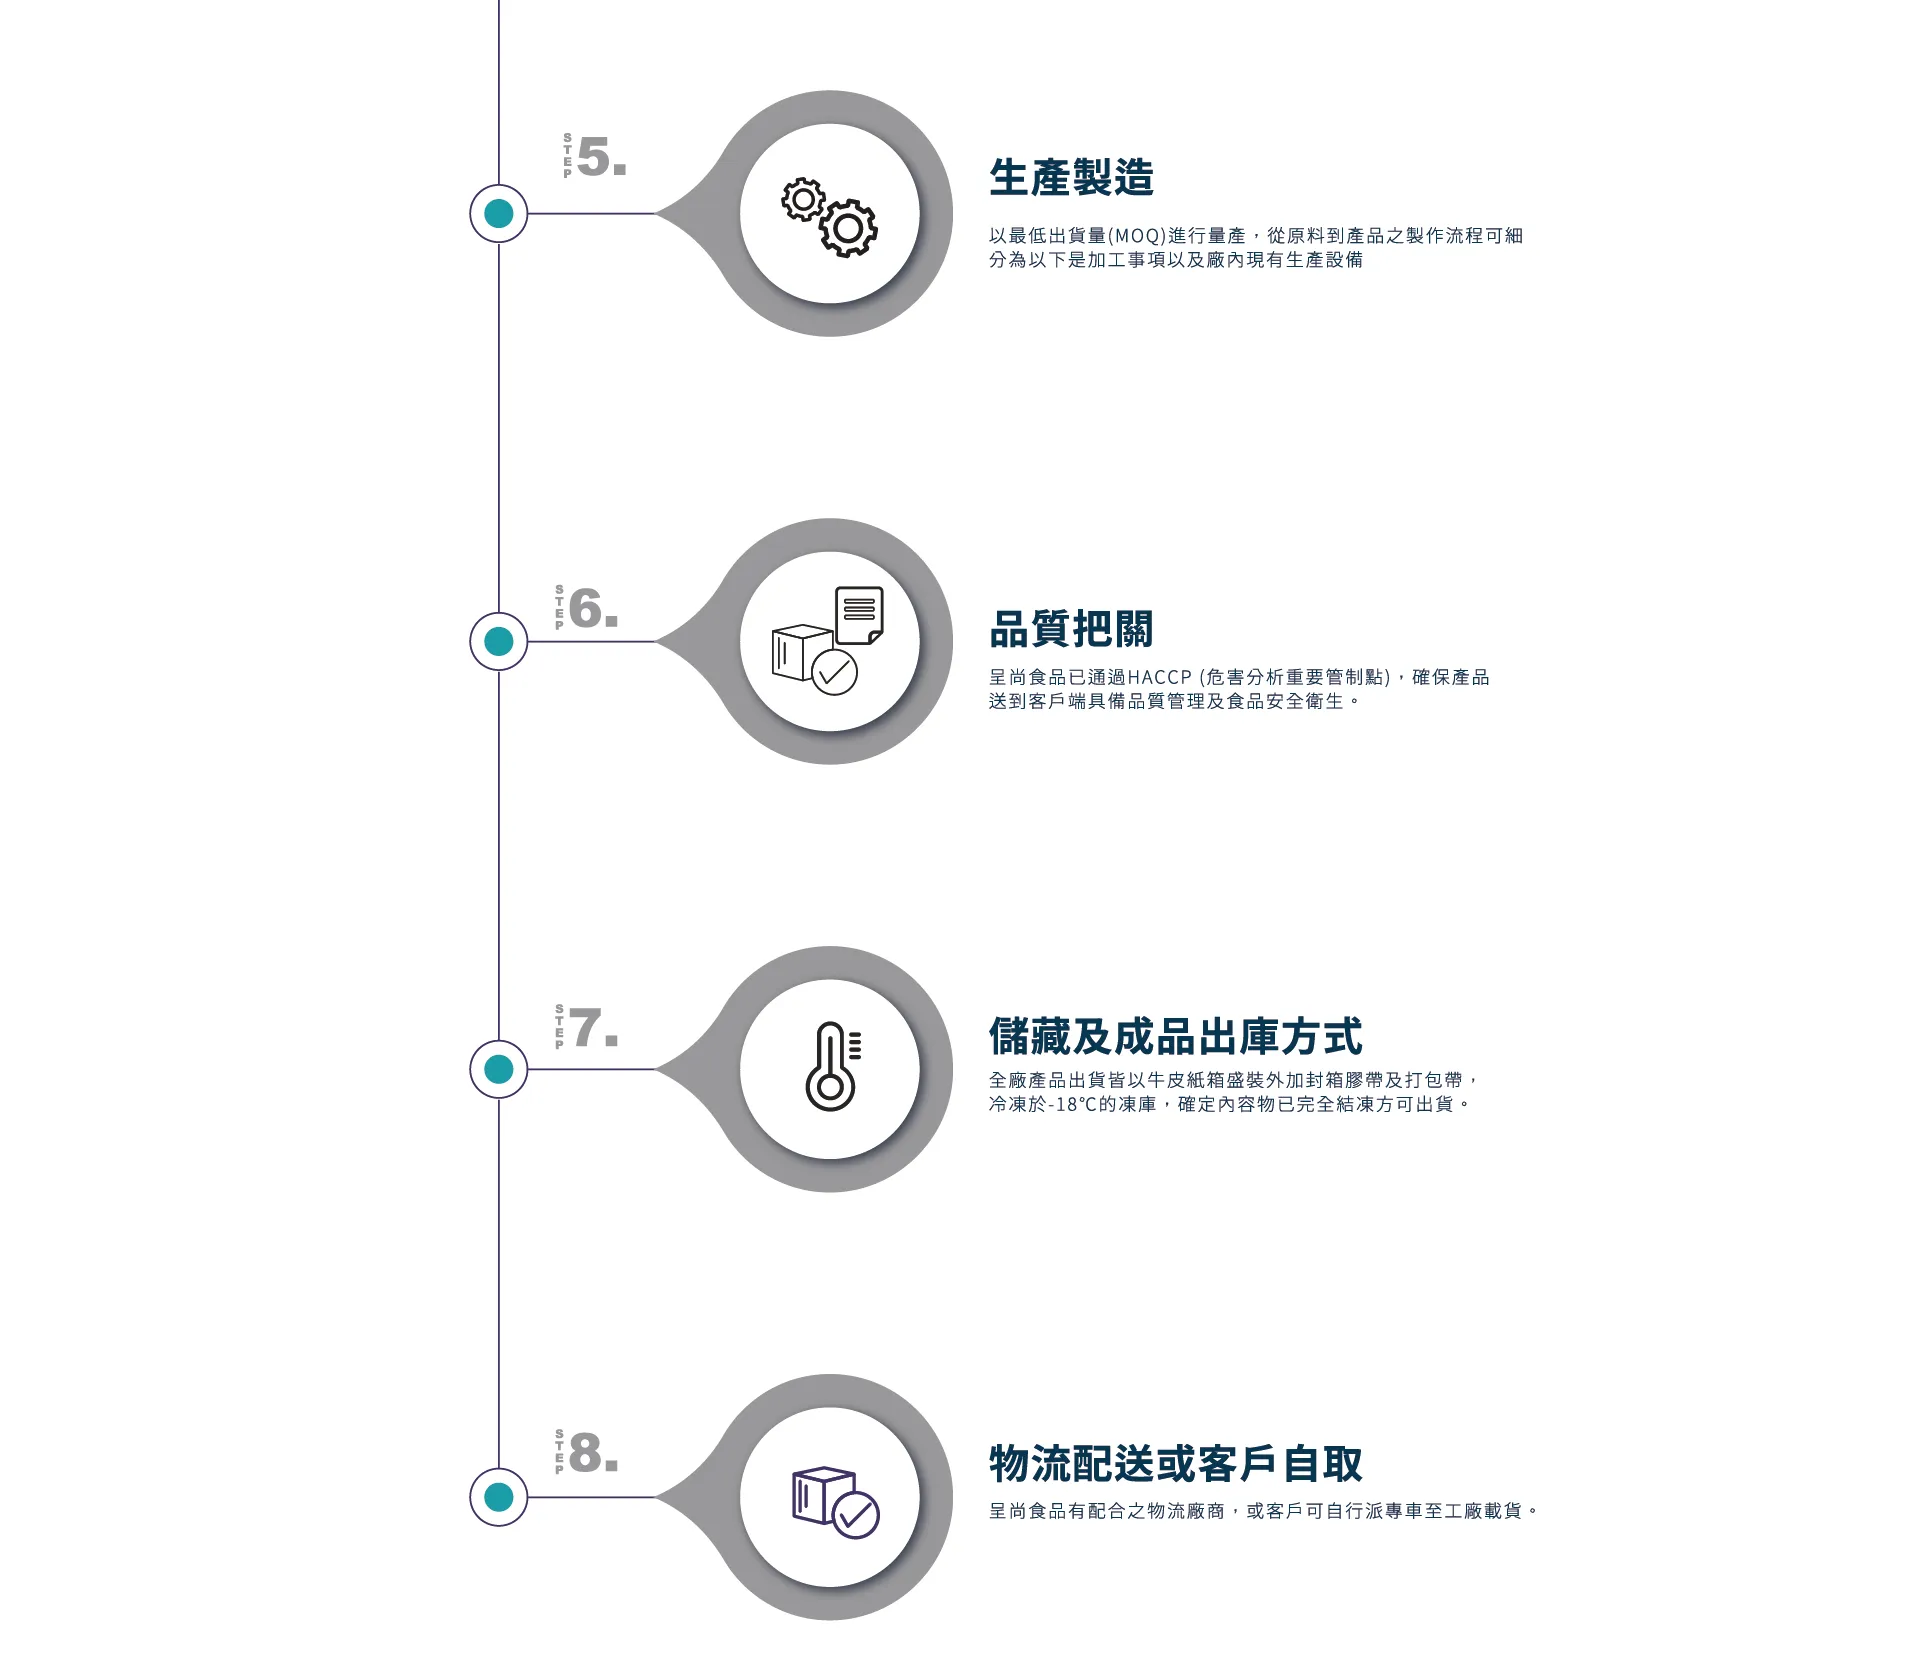 STEP 5.
生產製造
以最低出貨量(MOQ)進行量產，從原料到產品之製作流程可細
分為以下是加工事項以及廠內現有生產設備
STEP 6.
品質把關
呈尚食品已通過HACCP (危害分析重要管制點)，確保產品
送到客戶端具備品質管理及食品安全衛生。
STEP 7.
儲藏及成品出庫方式
全廠產品出貨皆以牛皮紙箱盛裝外加封箱膠帶及打包帶，
冷凍於-18℃的凍庫，確定內容物已完全結凍方可出貨。
STEP 8.
物流配送或客戶自取
呈尚食品有配合之物流廠商，或客戶可自行派專車至工廠載貨。